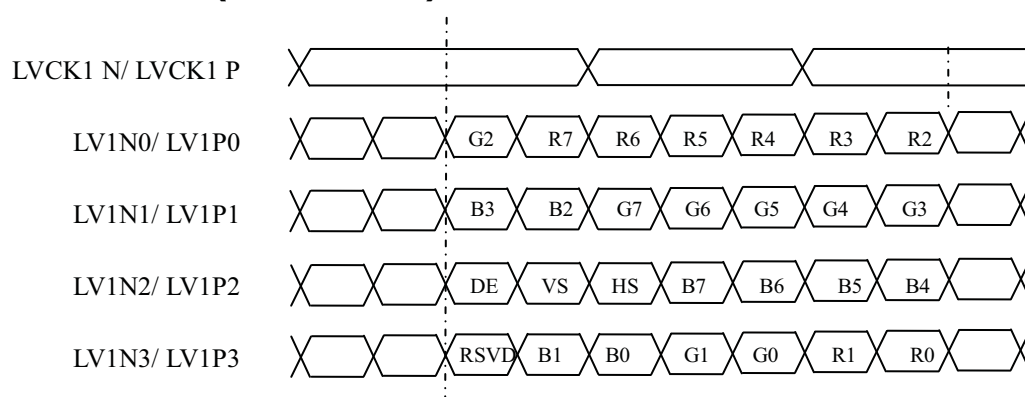 LVCK1 N/ LVCK1 P
LV1N0/ LV1P0 G2 R7 R6 R5 R4 R3 R2
LV1N1/ LV1P1 B3 B2 G7 G6 G5 G4 G3
LV1N2/ LV1P2 DE VS HS B7 B6 B5 B4
LV1N3/ LV1P3 RSVD B1 B0 G1 G0 R1 R0